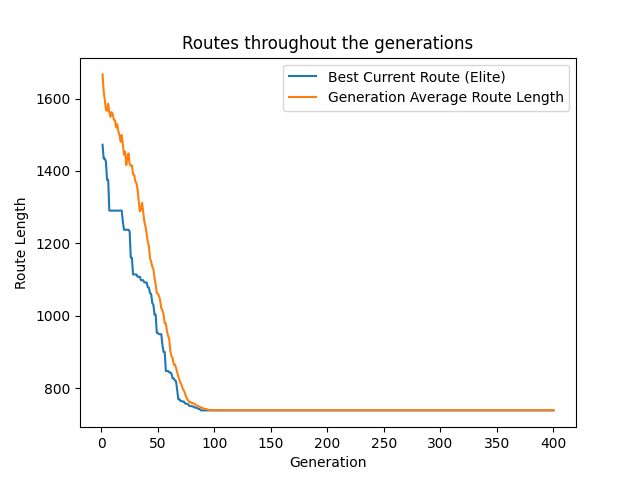 Routes throughout the generations
Best Current Route (Elite)
Generation Average Route Length
Route Length
1600
1400
1200
1000
800
0 50 100 150 200 250 300 350 400
Generation